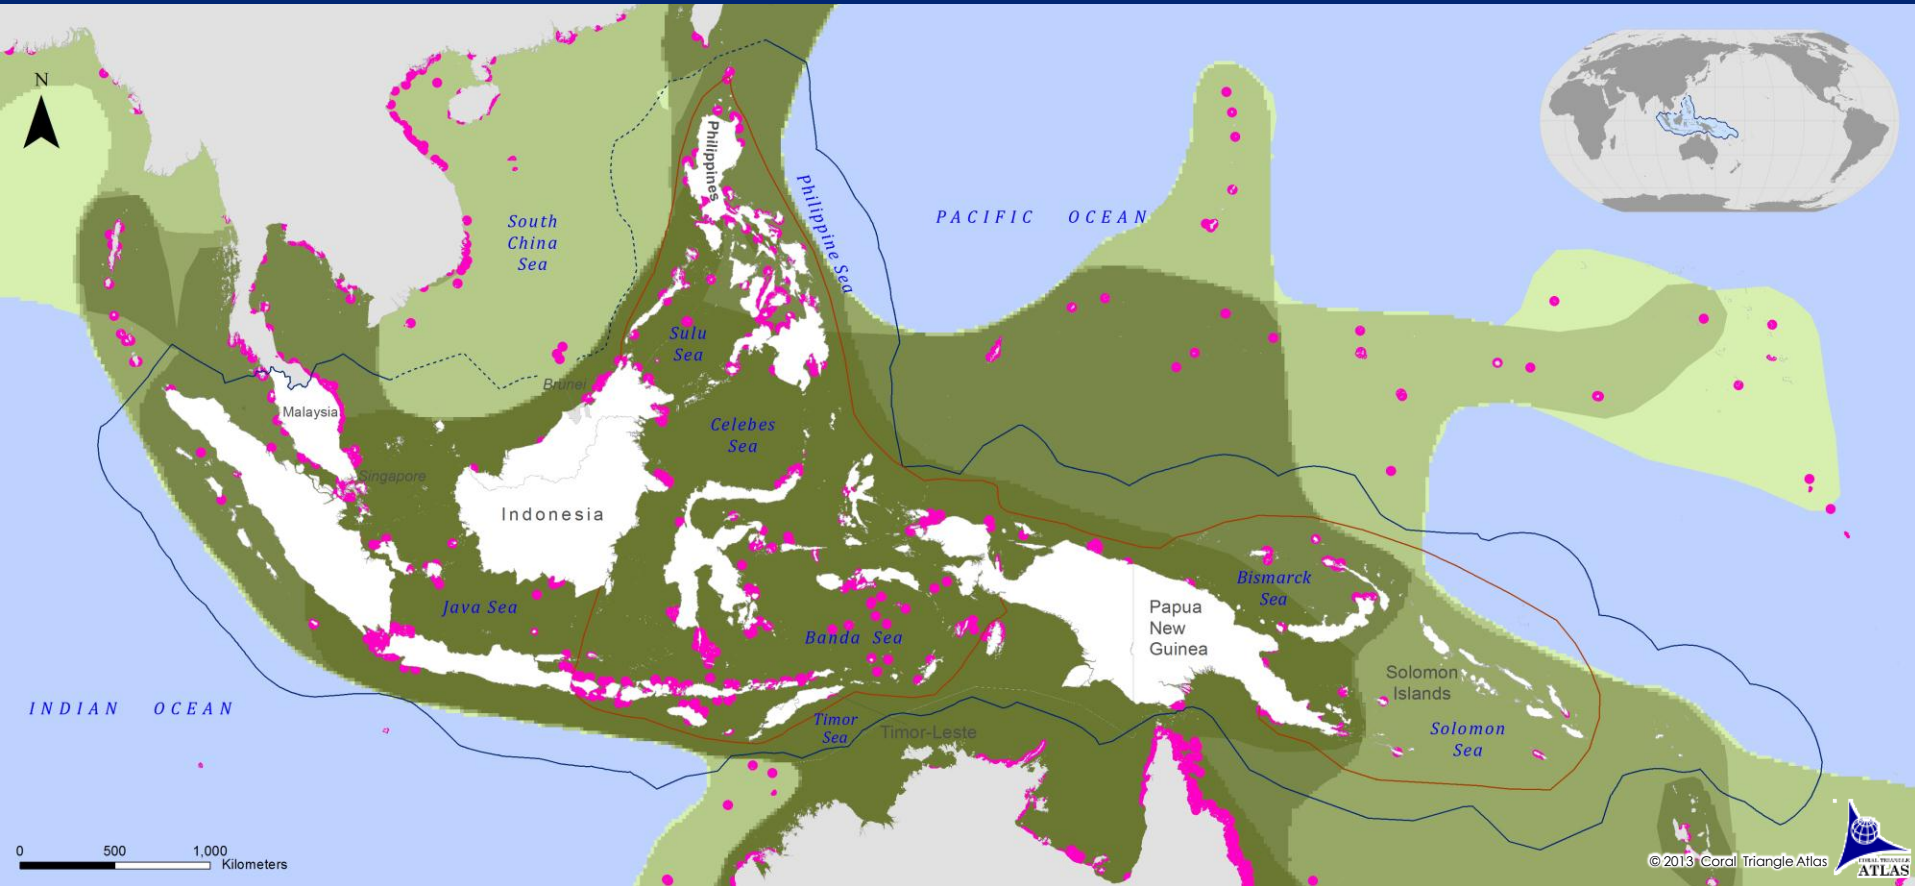 N
PACIFIC OCEAN
South
China
Sea
Philippines
Philippine Sea
Sulu
Sea
Brunei
Malaysia
Celebes
Sea
Singapore
Indonesia
Java Sea
Banda Sea
Bismarck
Sea
Papua
New
Guinea
Solomon
Islands
INDIAN OCEAN
Timor
Sea
Timor-Leste
Solomon
Sea
0 500 1,000
Kilometers
© 2013 Coral Triangle Atlas
CORAL TRIANGLE
ATLAS